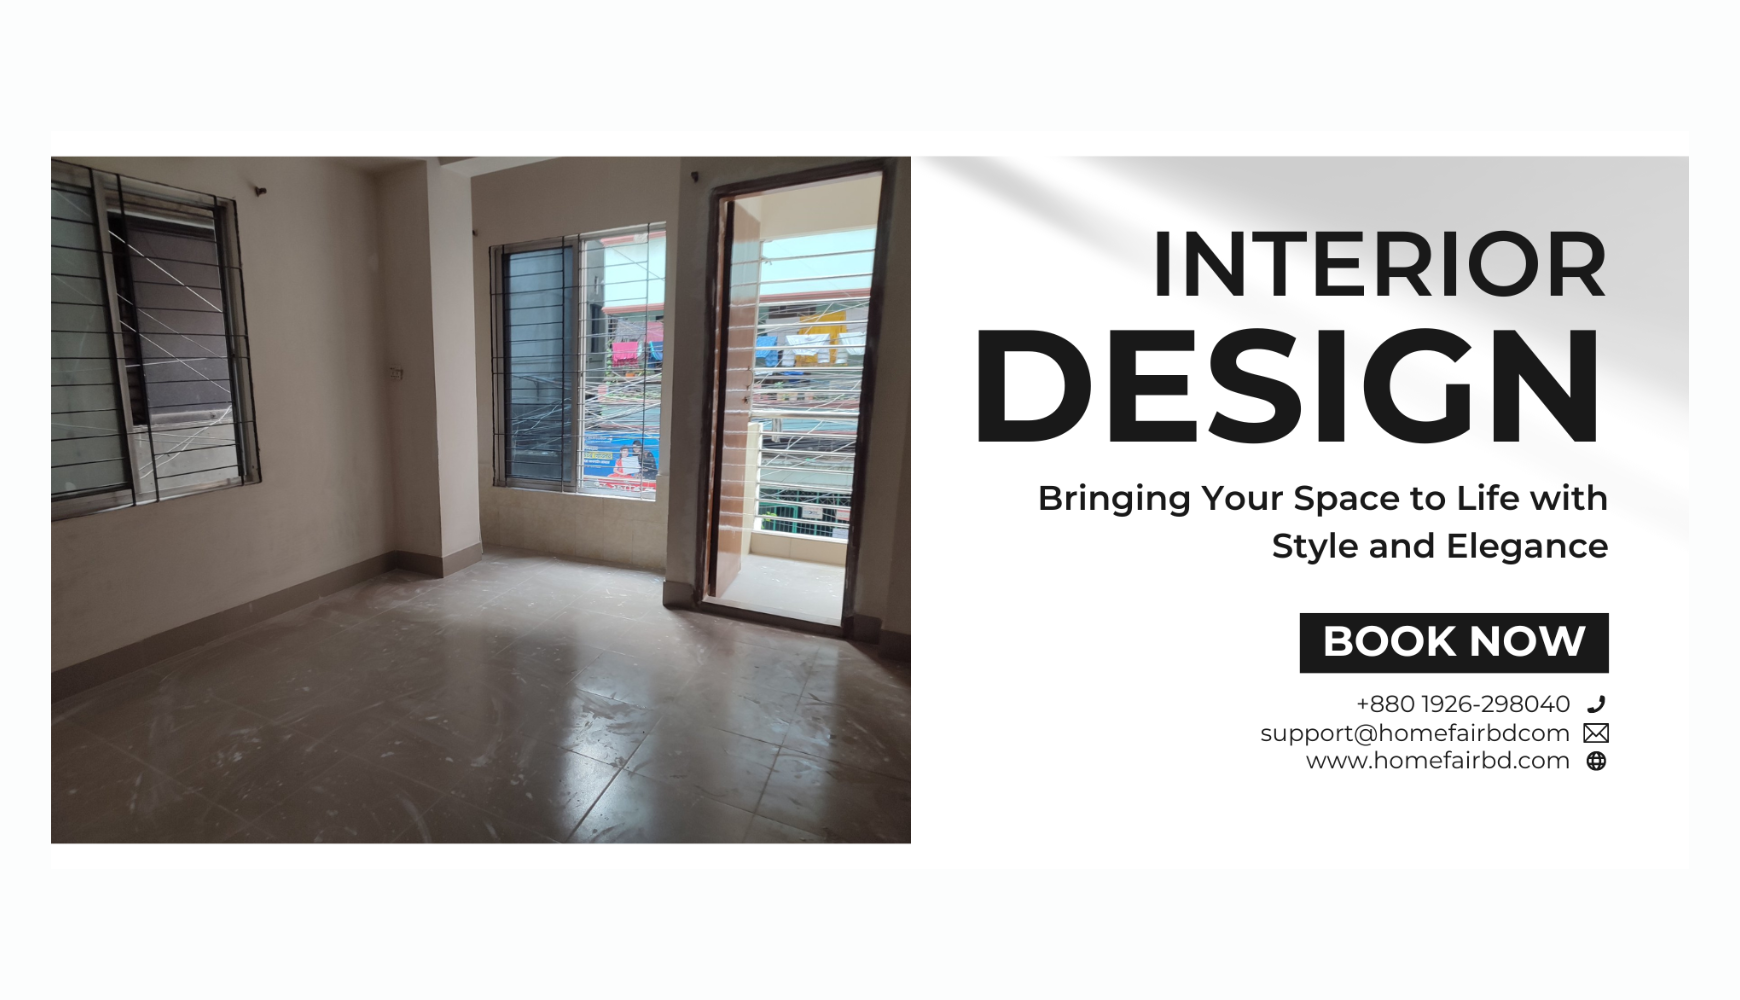 INTERIOR
DESIGN
Bringing Your Space to Life with
Style and Elegance
BOOK NOW
+880 1926-298040
support@homefairbdcom
www.homefairbd.com